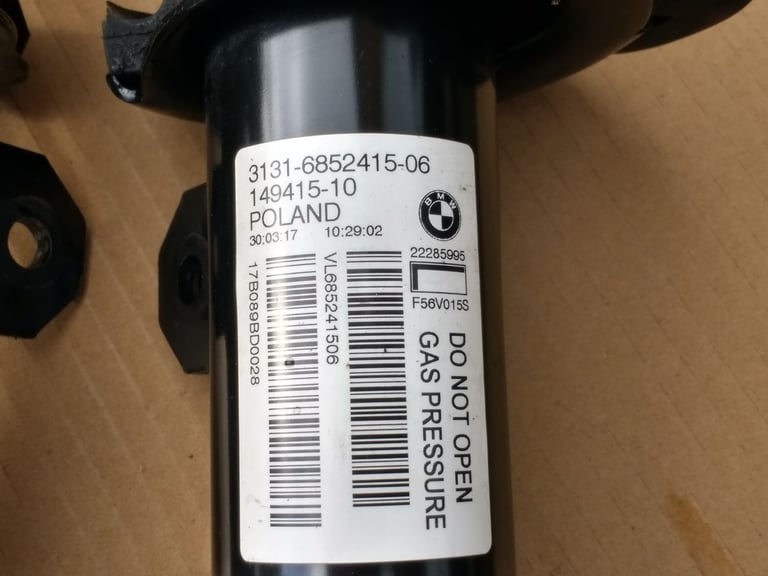 3131-6852415-06
149415-10
POLAND
30:03:17 10:29:02
BMW
22285995
L
F56V015S
17B089BD0028
VL685241506
DO NOT OPEN
GAS PRESSURE